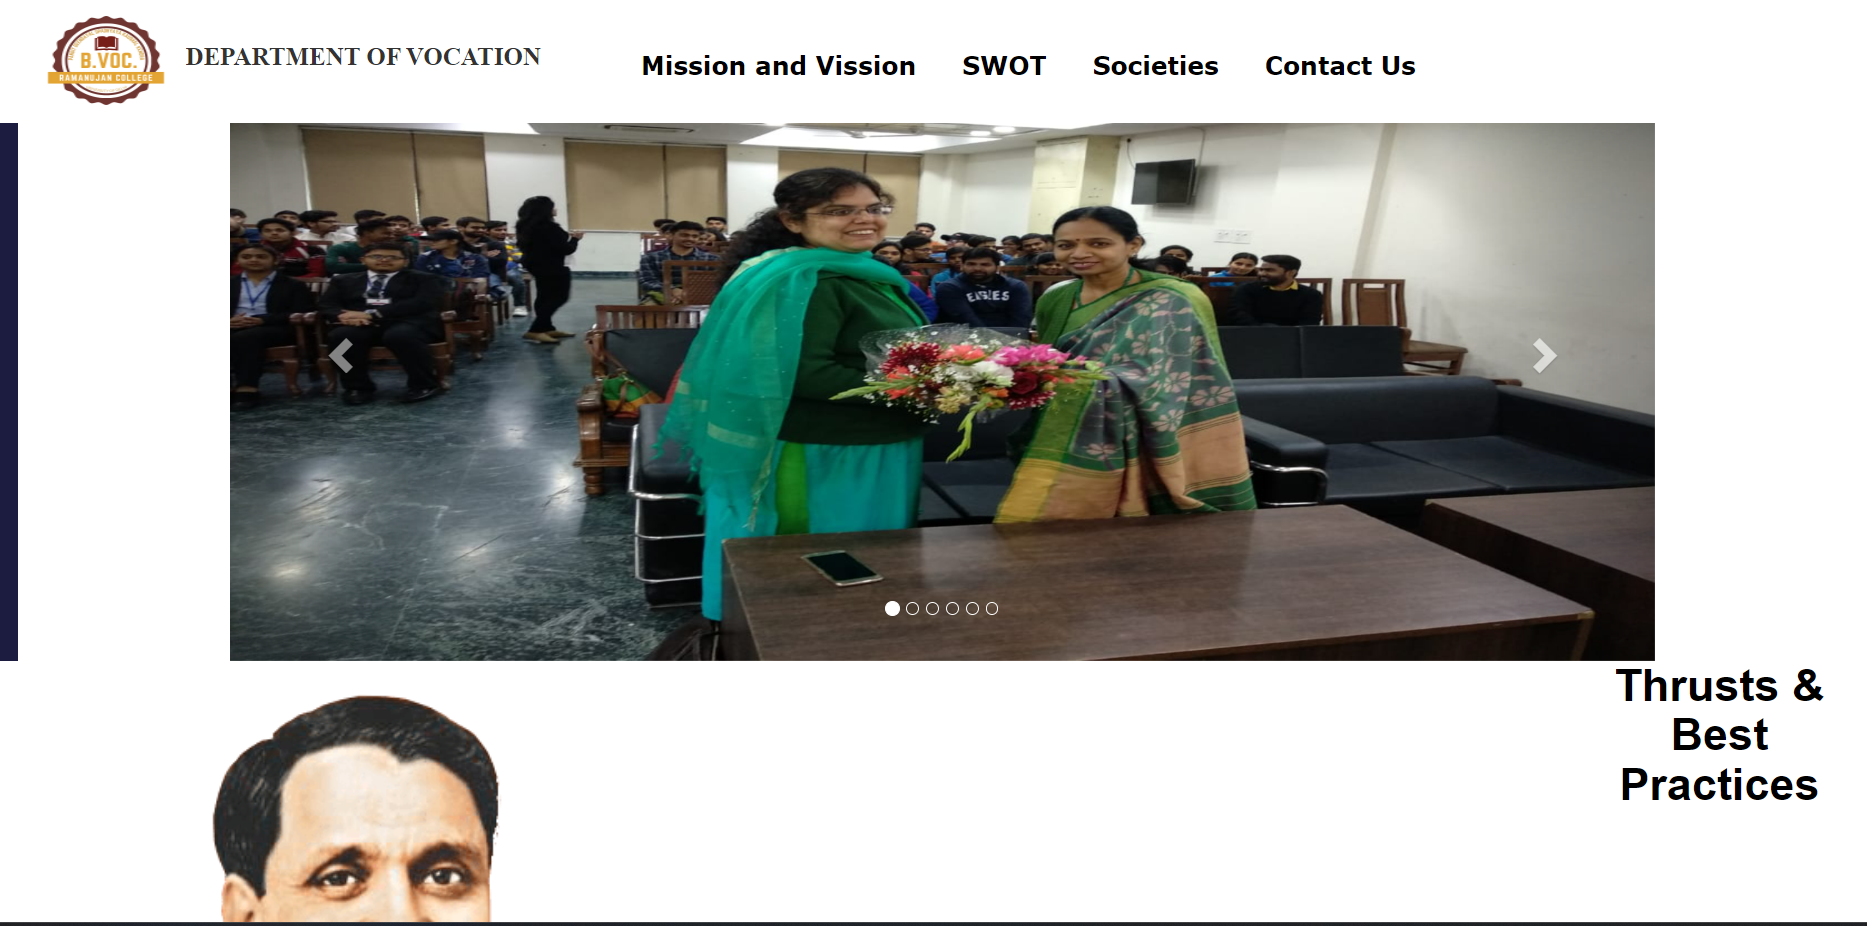 B.VOC.
RAMANUJAN COLLEGE
DEPARTMENT OF VOCATION
Mission and Vission
SWOT
Societies
Contact Us
EAGLES
Thrusts &
Best
Practices